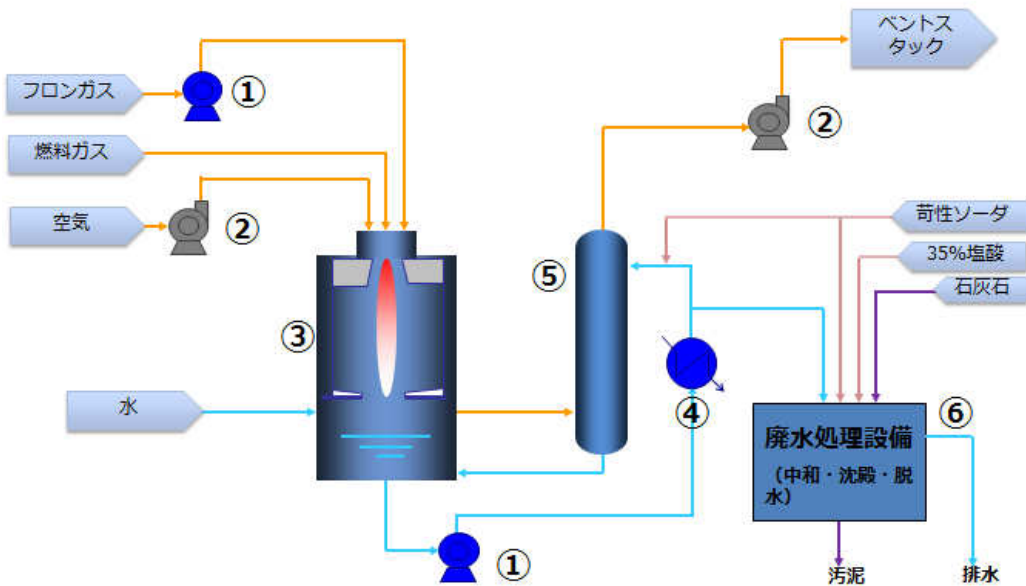 ベントス
タック
フロンガス
①
②
燃料ガス
空気
②
苛性ソーダ
35%塩酸
石灰石
⑤
③
水
④
⑥
廃水処理設備
（中和・沈殿・脱
水）
①
汚泥
排水